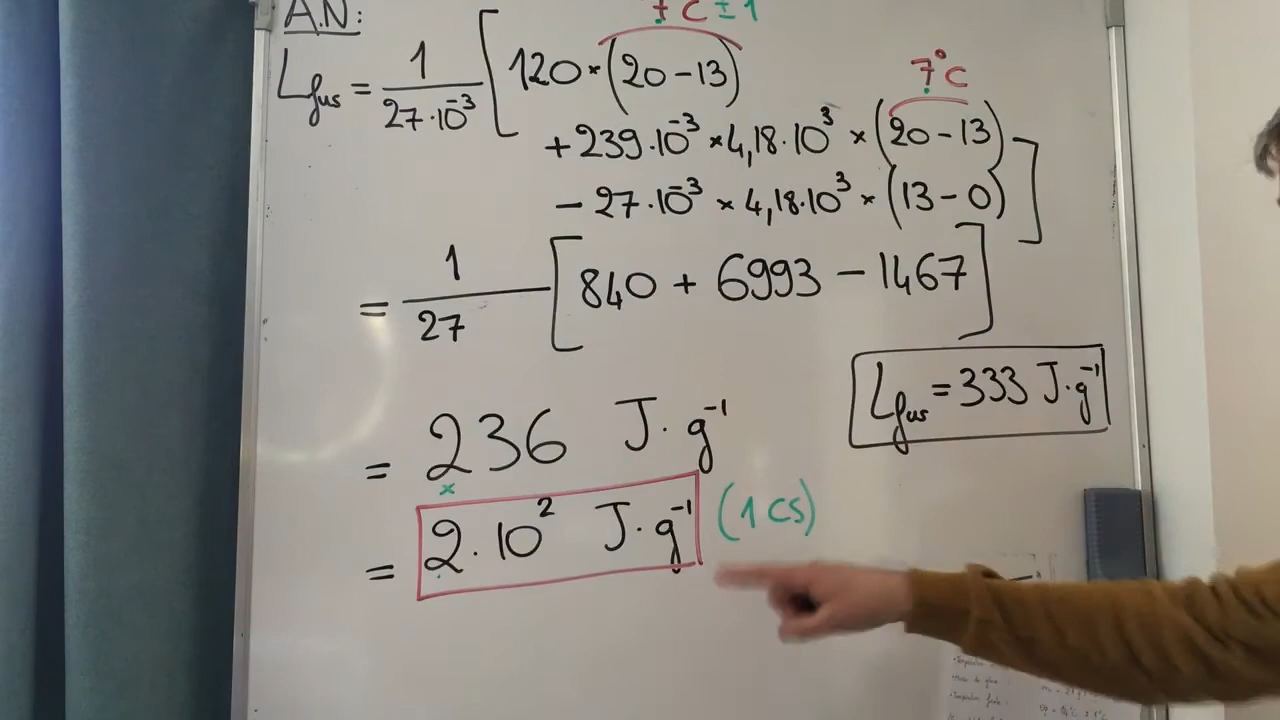 A.N:
7°C ± 1
L_fus = 1/27·10⁻³ [120 × (20 − 13)
7°C
+ 239·10⁻³ × 4,18·10³ × (20 − 13)
− 27·10⁻³ × 4,18·10³ × (13 − 0)]
= 1/27 [840 + 6993 − 1467]
L_fus = 333 J·g⁻¹
= 236 J·g⁻¹
×
= 2·10² J·g⁻¹ (1 CS)